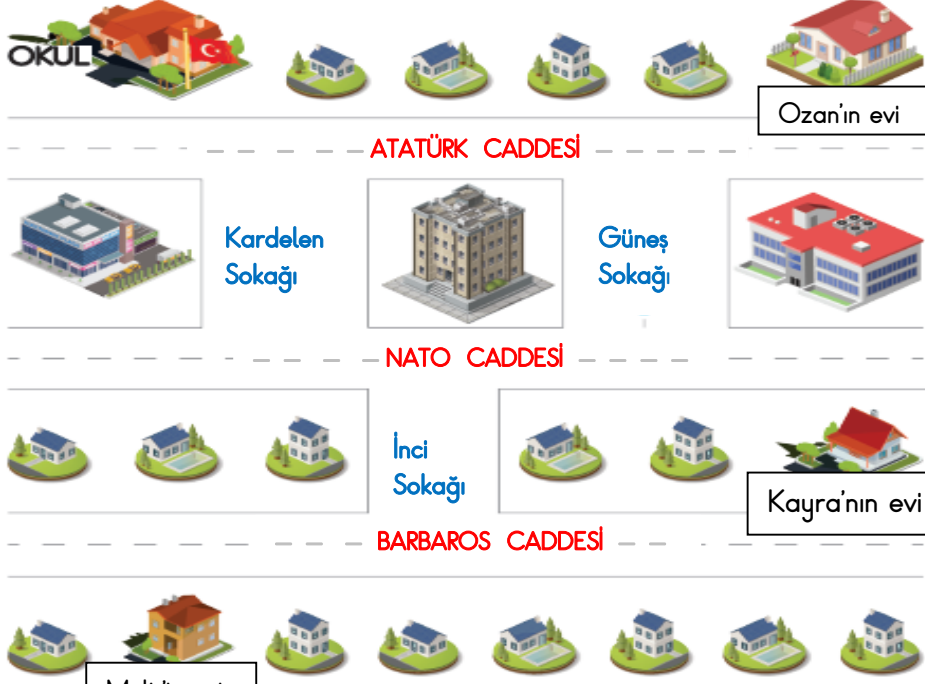 OKUL
Ozan'ın evi
ATATÜRK CADDESİ
Kardelen
Sokağı
Güneş
Sokağı
NATO CADDESİ
İnci
Sokağı
Kayra'nın evi
BARBAROS CADDESİ